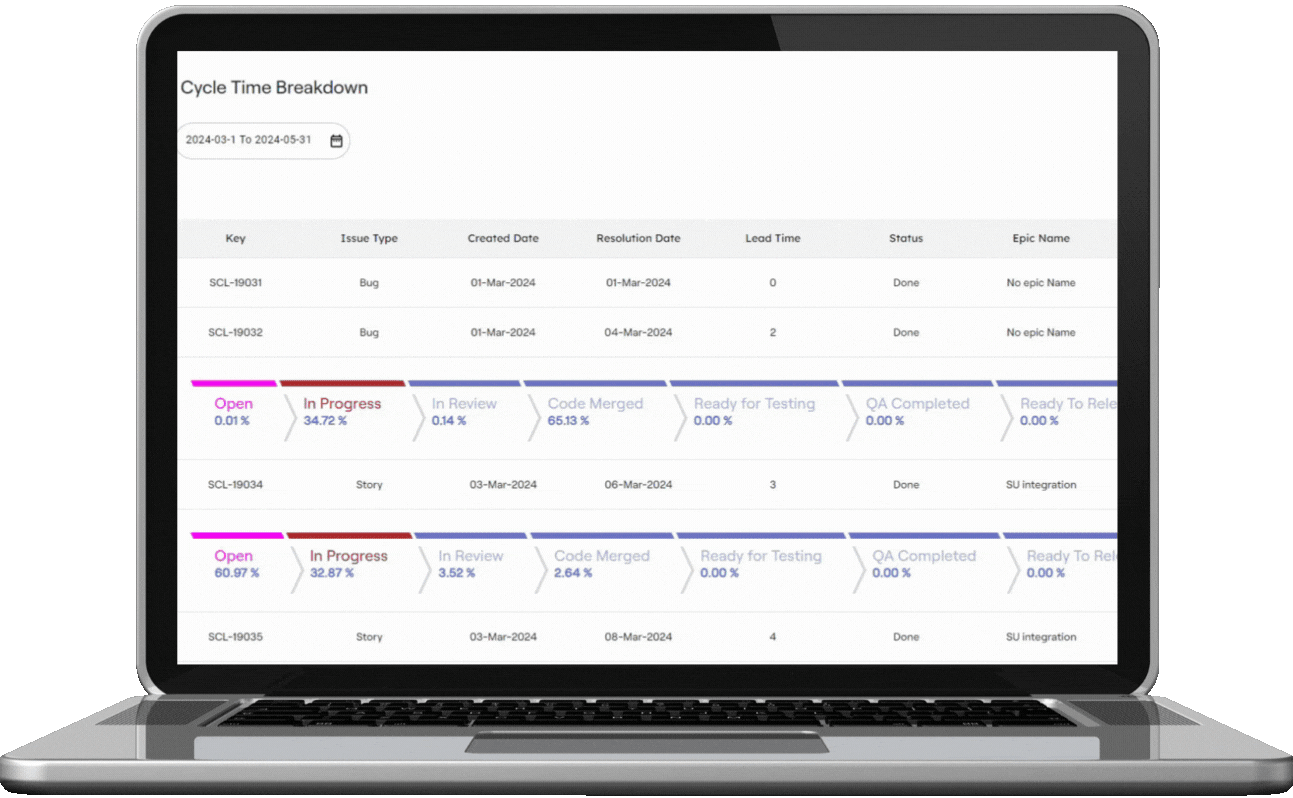 Cycle Time Breakdown
2024-03-1 To 2024-05-31
Key Issue Type Created Date Resolution Date Lead Time Status Epic Name
SCL-19031 Bug 01-Mar-2024 01-Mar-2024 0 Done No epic Name
SCL-19032 Bug 01-Mar-2024 04-Mar-2024 2 Done No epic Name
Open In Progress In Review Code Merged Ready for Testing QA Completed Ready To Rele
0.01 % 34.72 % 0.14 % 65.13 % 0.00 % 0.00 % 0.00 %
SCL-19034 Story 03-Mar-2024 06-Mar-2024 3 Done SU integration
Open In Progress In Review Code Merged Ready for Testing QA Completed Ready To Rel
60.97 % 32.87 % 3.52 % 2.64 % 0.00 % 0.00 % 0.00 %
SCL-19035 Story 03-Mar-2024 08-Mar-2024 4 Done SU integration